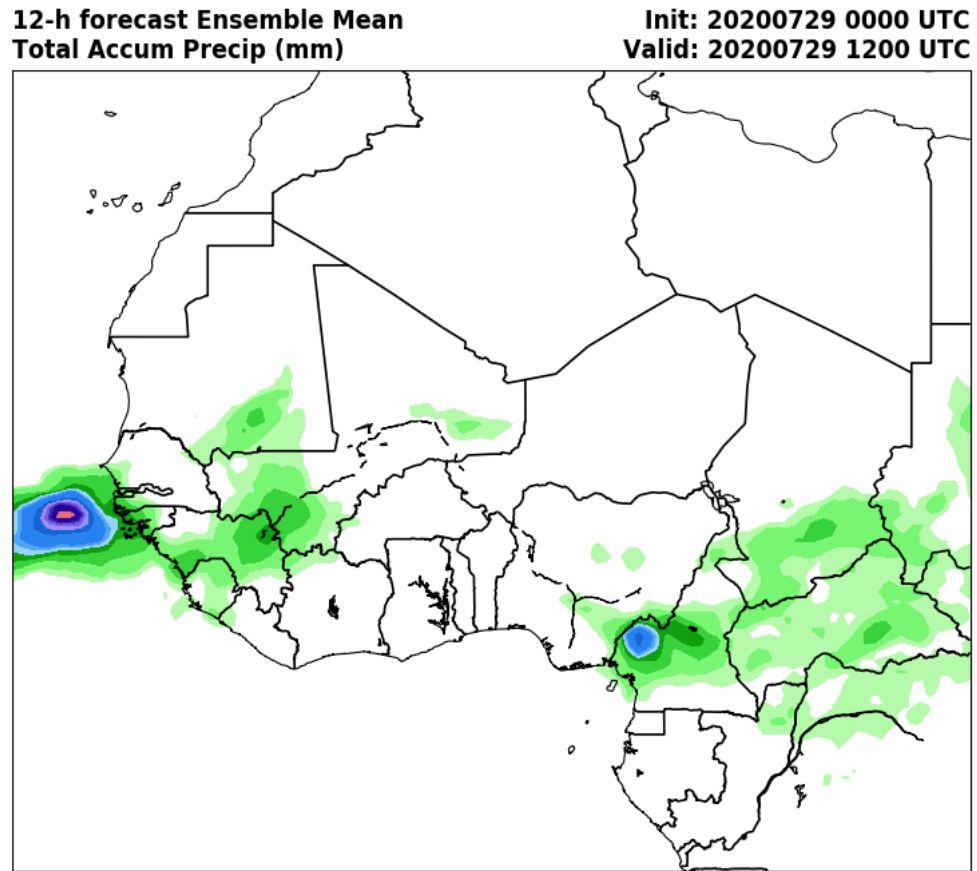 12-h forecast Ensemble Mean
Init: 20200729 0000 UTC
Total Accum Precip (mm)
Valid: 20200729 1200 UTC